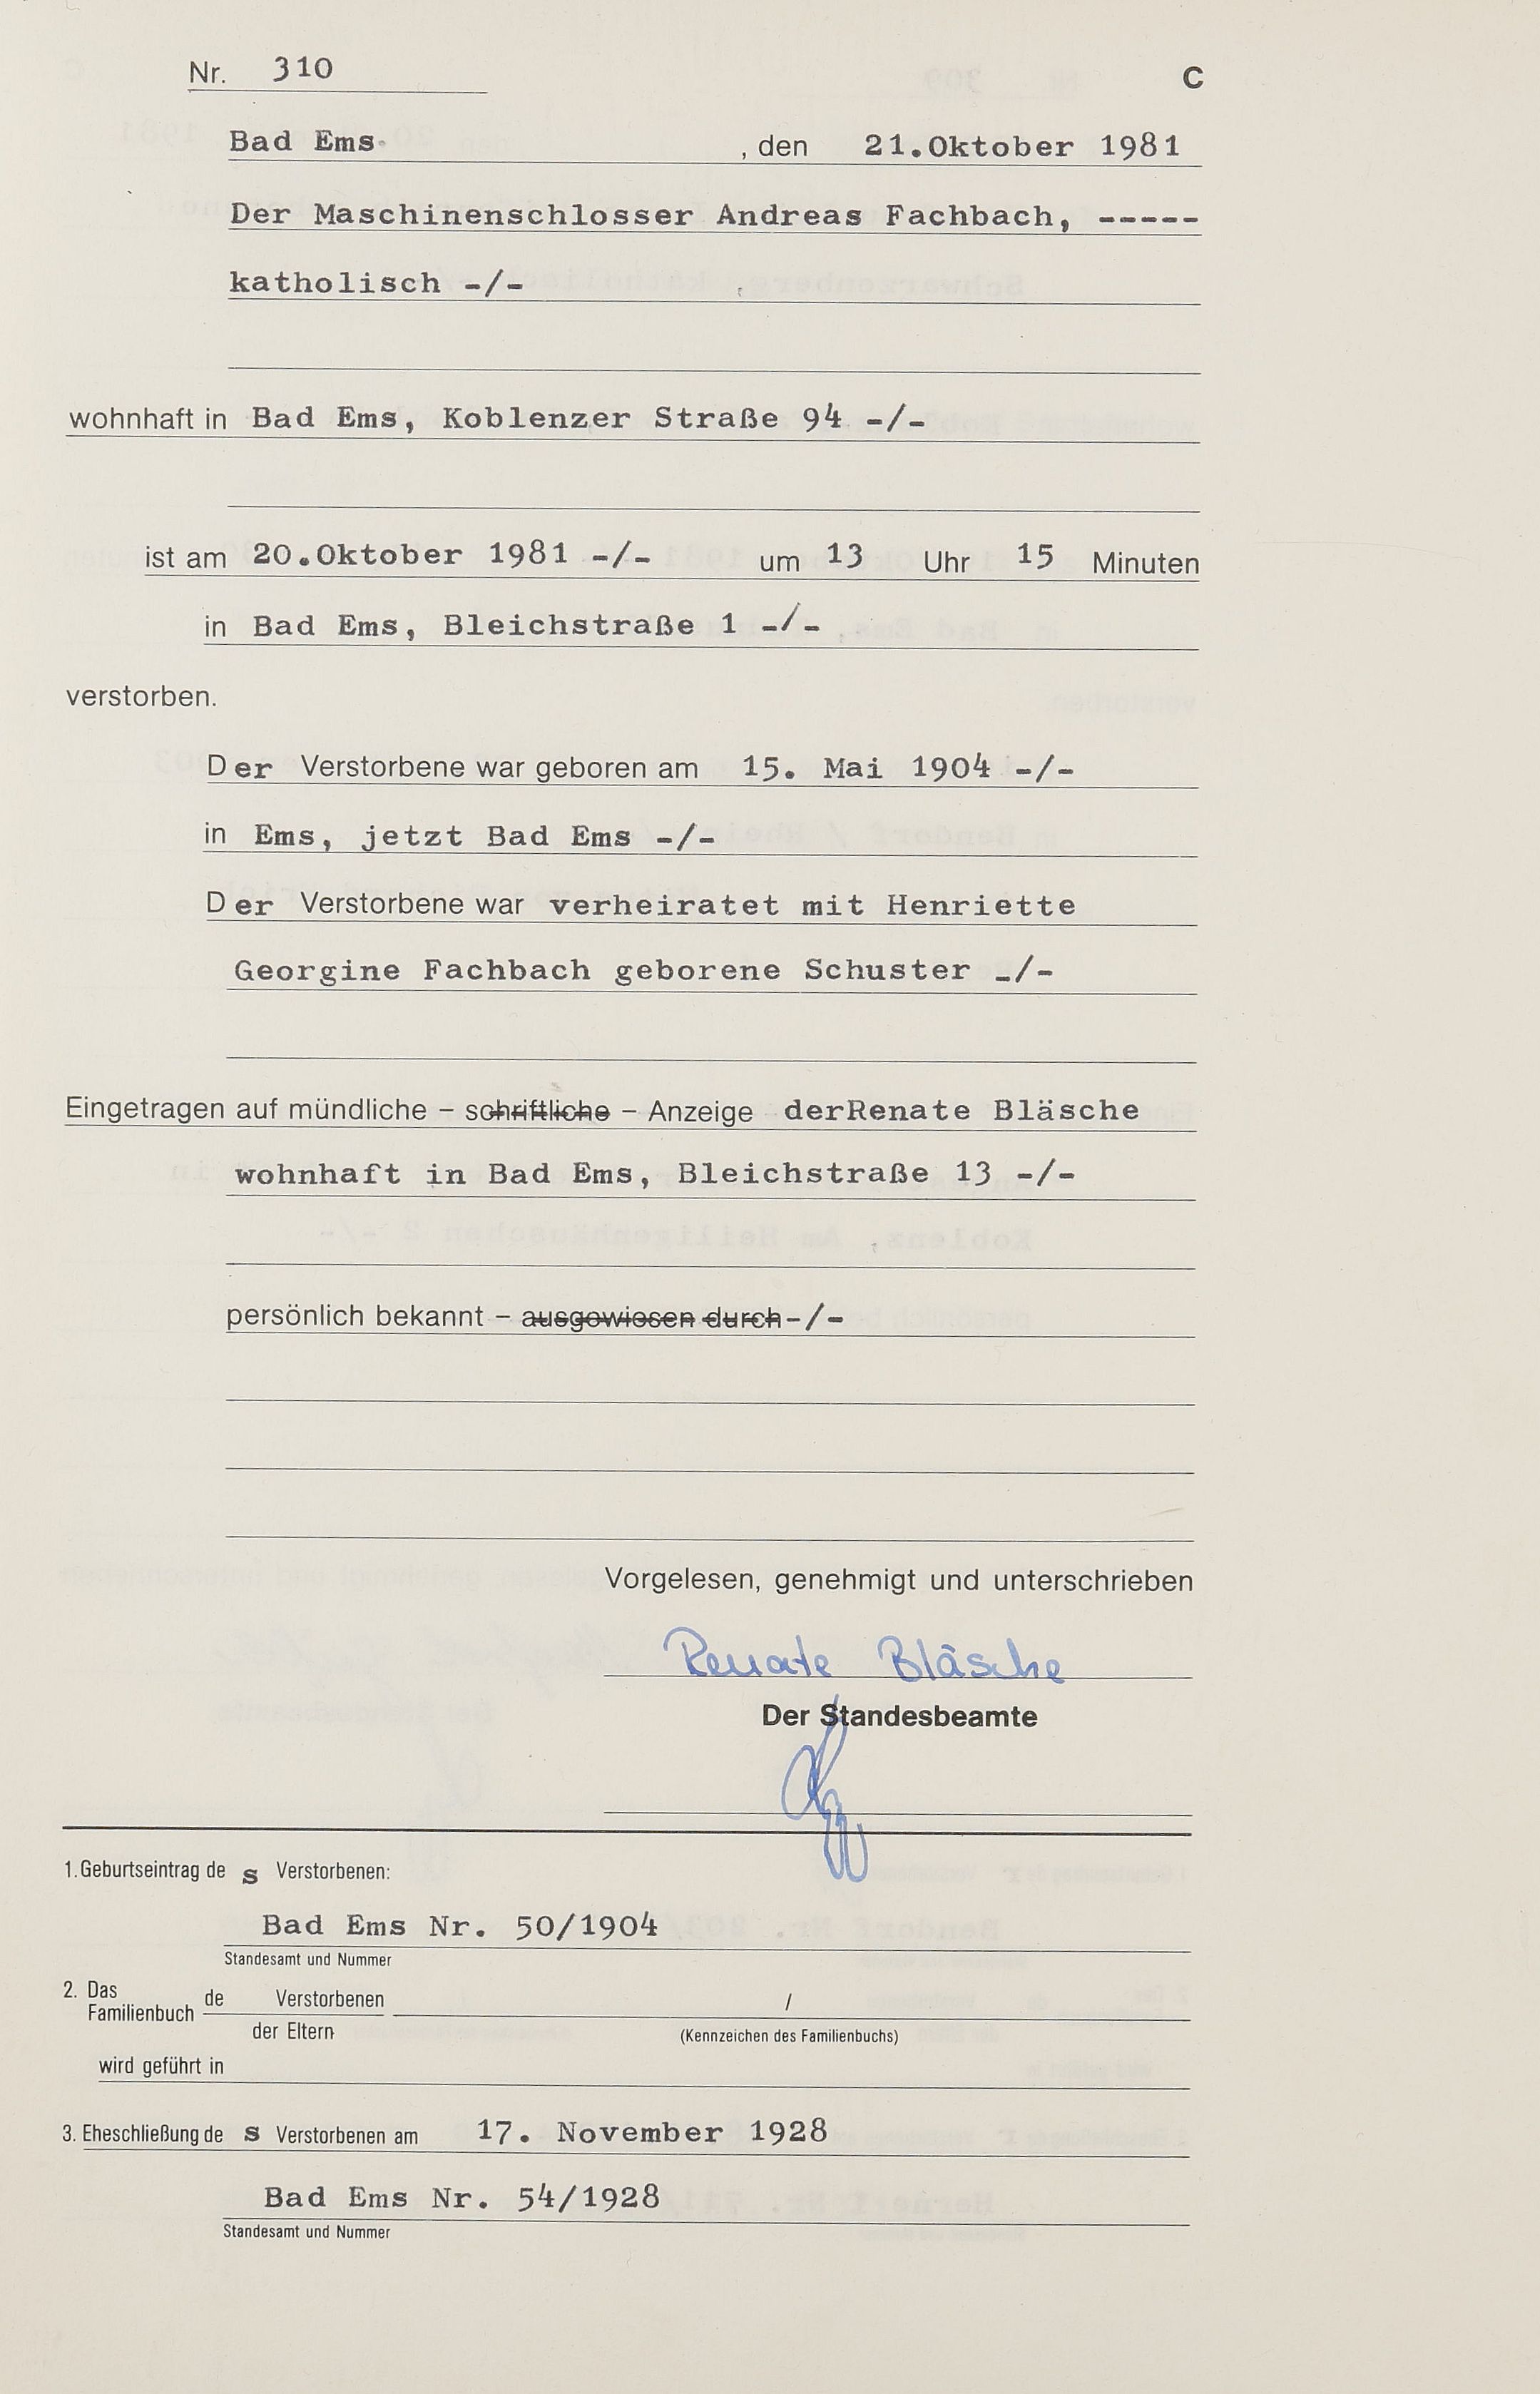 Nr. 310
C
Bad Ems , den 21.Oktober 1981
Der Maschinenschlosser Andreas Fachbach, -----
katholisch -/-
wohnhaft in Bad Ems, Koblenzer Straße 94 -/-
ist am 20.Oktober 1981 -/- um 13 Uhr 15 Minuten
in Bad Ems, Bleichstraße 1 -/-
verstorben.
Der Verstorbene war geboren am 15. Mai 1904 -/-
in Ems, jetzt Bad Ems -/-
Der Verstorbene war verheiratet mit Henriette
Georgine Fachbach geborene Schuster -/-
Eingetragen auf mündliche – schriftliche – Anzeige derRenate Bläsche
wohnhaft in Bad Ems, Bleichstraße 13 -/-
persönlich bekannt – ausgewiesen durch -/-
Vorgelesen, genehmigt und unterschrieben
Renate Bläsche
Der Standesbeamte
1. Geburtseintrag de s Verstorbenen:
Bad Ems Nr. 50/1904
Standesamt und Nummer
2. Das Familienbuch de Verstorbenen /
der Eltern (Kennzeichen des Familienbuchs)
wird geführt in
3. Eheschließung de s Verstorbenen am 17. November 1928
Bad Ems Nr. 54/1928
Standesamt und Nummer